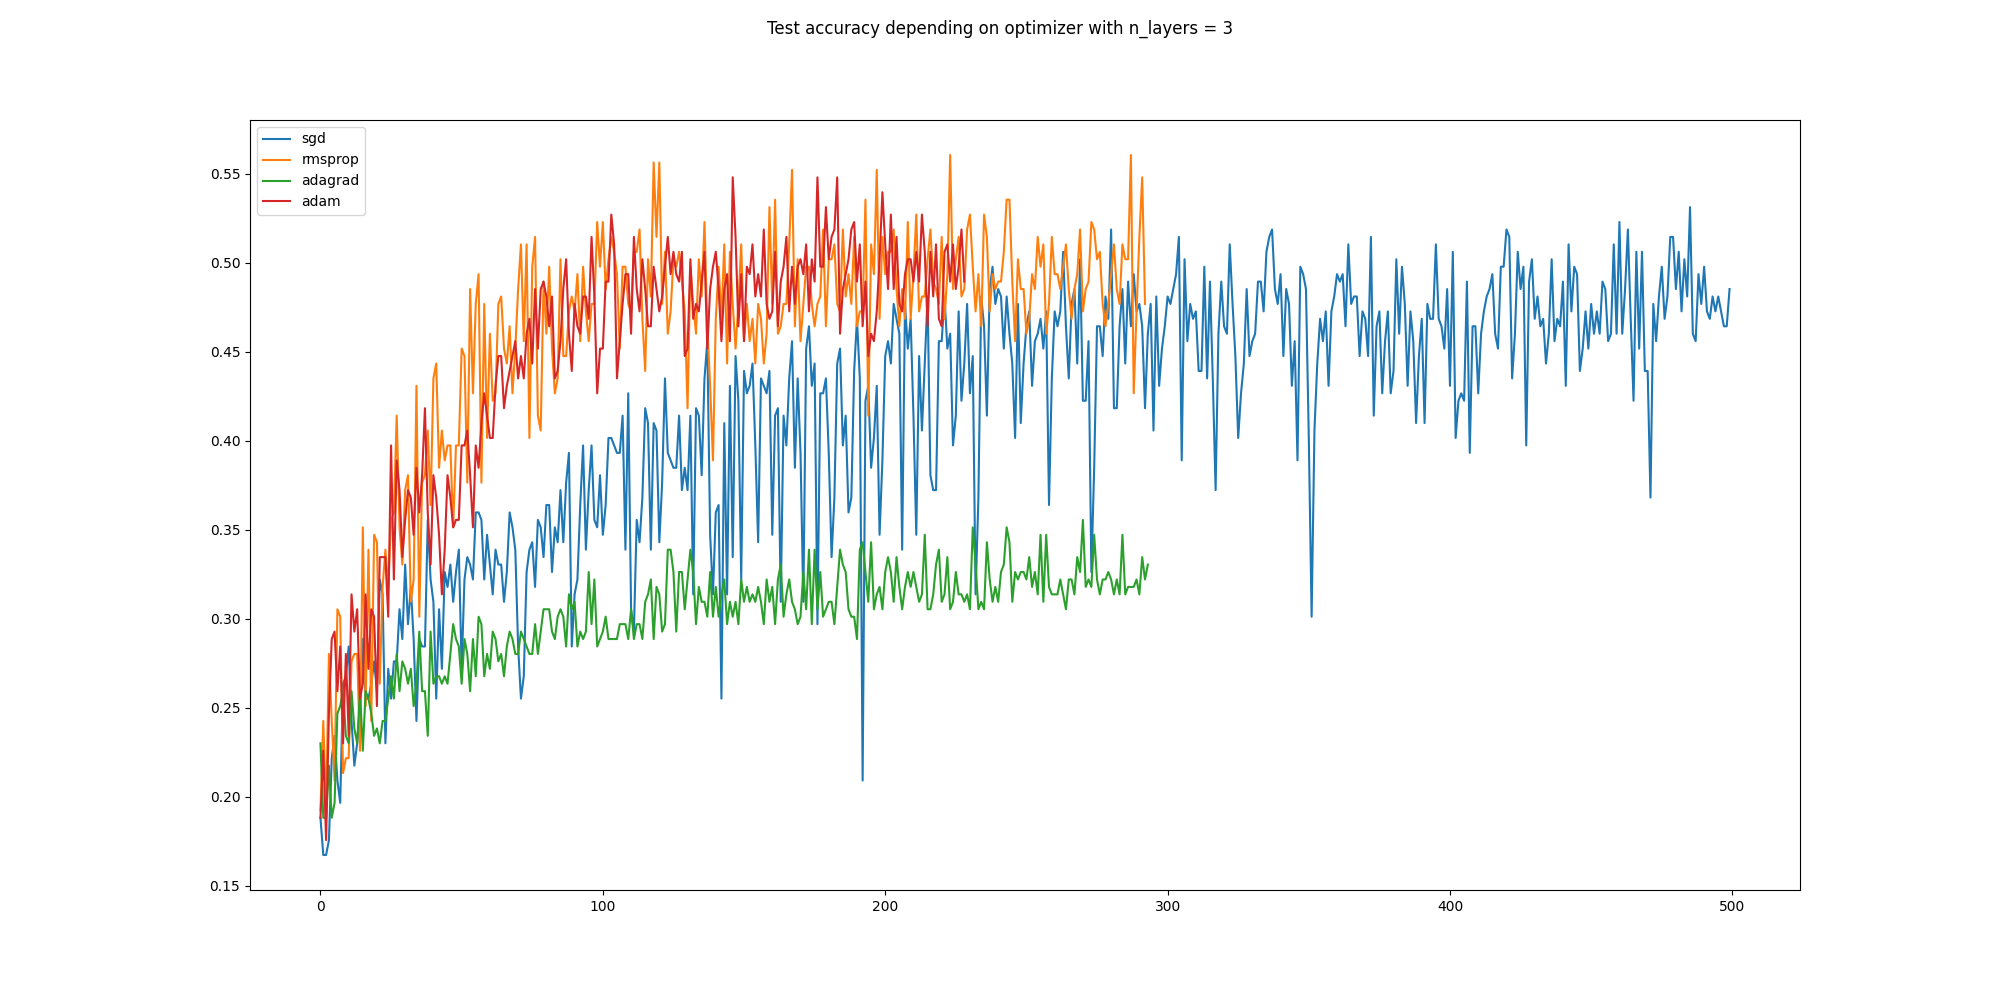 Test accuracy depending on optimizer with n_layers = 3
sgd
rmsprop
adagrad
adam
0.55
0.50
0.45
0.40
0.35
0.30
0.25
0.20
0.15
0 100 200 300 400 500